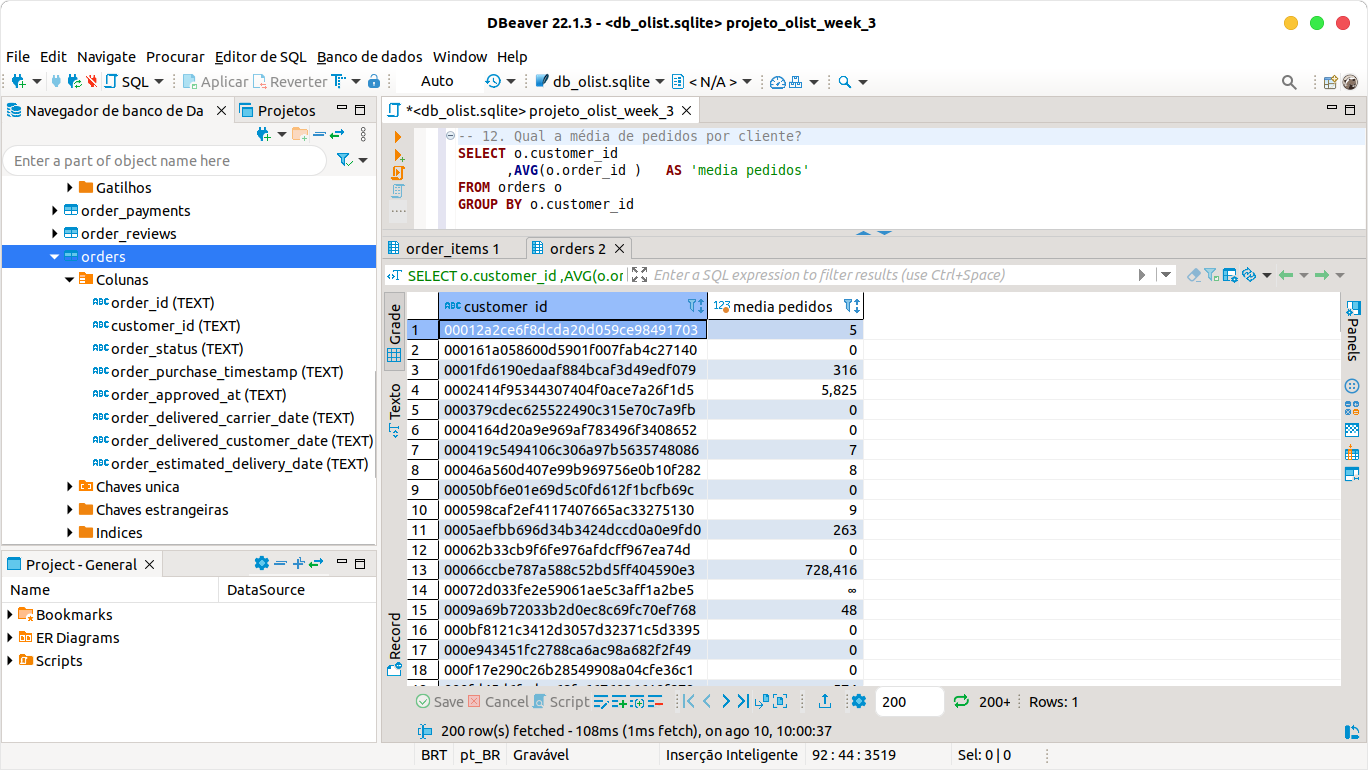 DBeaver 22.1.3 - <db_olist.sqlite> projeto_olist_week_3
File Edit Navigate Procurar Editor de SQL Banco de dados Window Help
SQL Aplicar Reverter Auto db_olist.sqlite < N/A >
Navegador de banco de Da Projetos
Enter a part of object name here
Gatilhos
order_payments
order_reviews
orders
Colunas
ABC order_id (TEXT)
ABC customer_id (TEXT)
ABC order_status (TEXT)
ABC order_purchase_timestamp (TEXT)
ABC order_approved_at (TEXT)
ABC order_delivered_carrier_date (TEXT)
ABC order_delivered_customer_date (TEXT)
ABC order_estimated_delivery_date (TEXT)
Chaves unica
Chaves estrangeiras
Indices
Project - General
Name DataSource
Bookmarks
ER Diagrams
Scripts
*<db_olist.sqlite> projeto_olist_week_3
-- 12. Qual a média de pedidos por cliente?
SELECT o.customer_id
,AVG(o.order_id ) AS 'media pedidos'
FROM orders o
GROUP BY o.customer_id
order_items 1 orders 2
SELECT o.customer_id ,AVG(o.or Enter a SQL expression to filter results (use Ctrl+Space)
Grade
Texto
Record
ABC customer_id 123 media pedidos
1 00012a2ce6f8dcda20d059ce98491703 5
2 000161a058600d5901f007fab4c27140 0
3 0001fd6190edaaf884bcaf3d49edf079 316
4 0002414f95344307404f0ace7a26f1d5 5,825
5 000379cdec625522490c315e70c7a9fb 0
6 0004164d20a9e969af783496f3408652 0
7 000419c5494106c306a97b5635748086 7
8 00046a560d407e99b969756e0b10f282 8
9 00050bf6e01e69d5c0fd612f1bcfb69c 0
10 000598caf2ef4117407665ac33275130 9
11 0005aefbb696d34b3424dccd0a0e9fd0 263
12 00062b33cb9f6fe976afdcff967ea74d 0
13 00066ccbe787a588c52bd5ff404590e3 728,416
14 00072d033fe2e59061ae5c3aff1a2be5 ∞
15 0009a69b72033b2d0ec8c69fc70ef768 48
16 000bf8121c3412d3057d32371c5d3395 0
17 000e943451fc2788ca6ac98a682f2f49 0
18 000f17e290c26b28549908a04cfe36c1 0
Panels
Save Cancel Script 200 200+ Rows: 1
200 row(s) fetched - 108ms (1ms fetch), on ago 10, 10:00:37
BRT pt_BR Gravável Inserção Inteligente 92 : 44 : 3519 Sel: 0 | 0